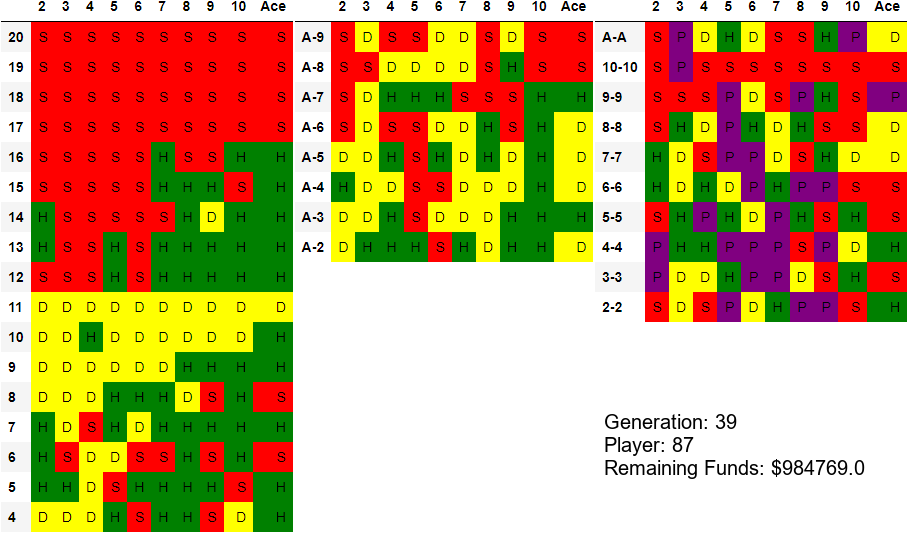 2 3 4 5 6 7 8 9 10 Ace
20 S S S S S S S S S S
19 S S S S S S S S S S
18 S S S S S S S S S S
17 S S S S S S S S S S
16 S S S S S H S S H H
15 S S S S S H H H S H
14 H S S S S S H D H H
13 H S S H S H H H H H
12 S S S H S H H H H H
11 D D D D D D D D D D
10 D D H D D D D D D H
9 D D D D D D H H H H
8 D D D H H H D S H S
7 H D S H D H H H H H
6 H S D D S S H S H S
5 H H D S H H H H S H
4 D D D H S H H S D H
2 3 4 5 6 7 8 9 10 Ace
A-9 S D S S D D S D S S
A-8 S S D D D D S H S S
A-7 S D H H H S S S H H
A-6 S D S S D D H S H D
A-5 D D H S H D H D H D
A-4 H D D S S D D D H D
A-3 D D H S D D D H H H
A-2 D H H H S H D H H D
2 3 4 5 6 7 8 9 10 Ace
A-A S P D H D S S H P D
10-10 S P S S S S S S S S
9-9 S S S P D S P H S P
8-8 S H D P H D H S S D
7-7 H D S P P D S H D D
6-6 H D H D P H P P S S
5-5 S H P H D P H S H S
4-4 P H H P P P S P D H
3-3 P D D H P P D S H S
2-2 S D S P D H P P S H
Generation: 39
Player: 87
Remaining Funds: $984769.0